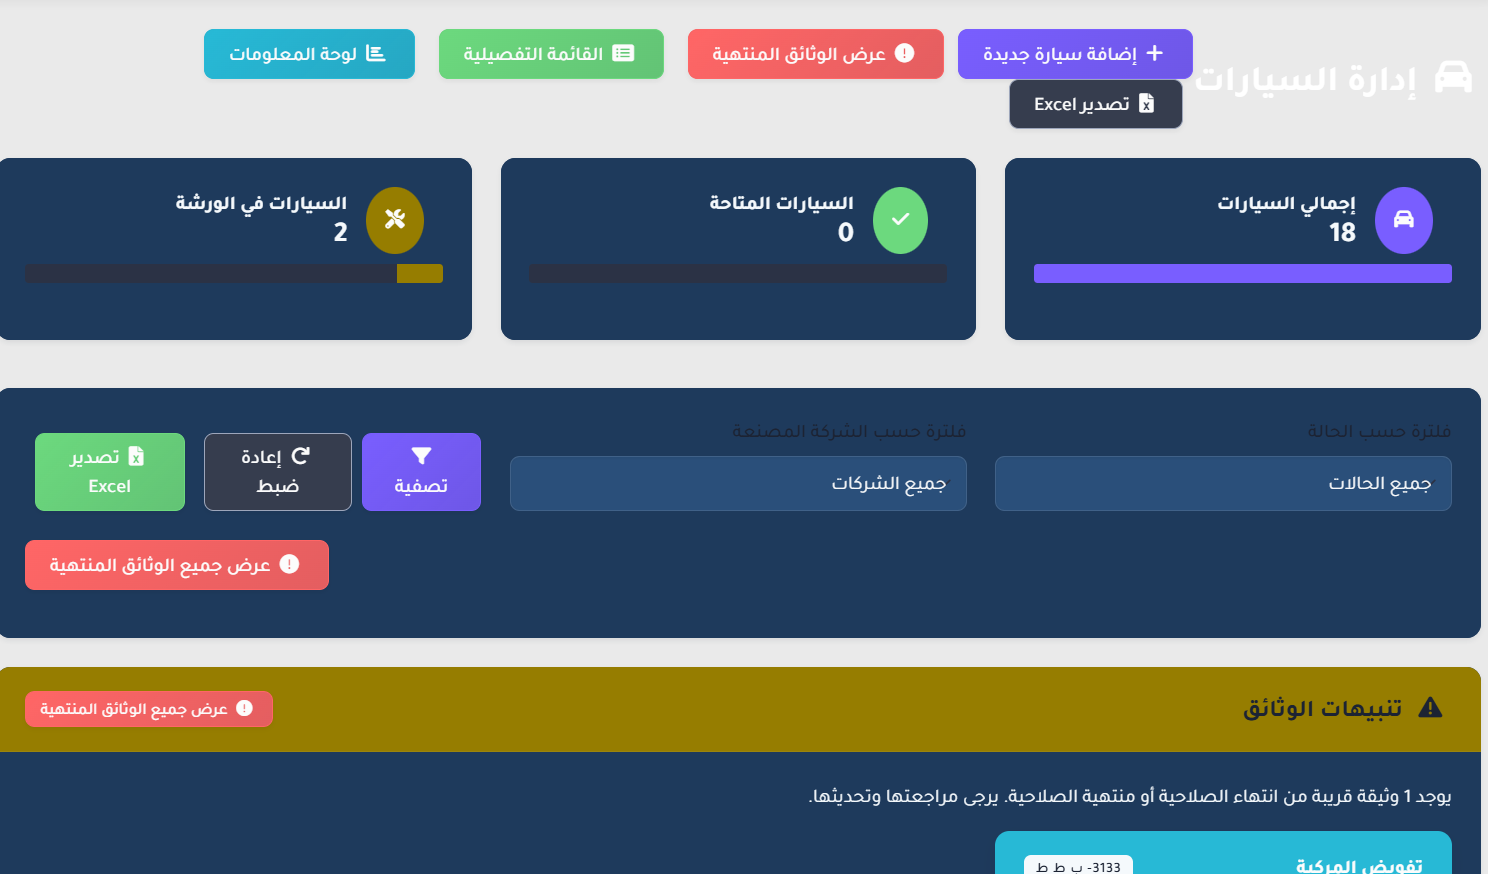 إدارة السيارات
إضافة سيارة جديدة
عرض الوثائق المنتهية
القائمة التفصيلية
لوحة المعلومات
تصدير Excel
إجمالي السيارات
18
السيارات المتاحة
0
السيارات في الورشة
2
فلترة حسب الحالة
جميع الحالات
فلترة حسب الشركة المصنعة
جميع الشركات
تصفية
إعادة
ضبط
تصدير
Excel
عرض جميع الوثائق المنتهية
تنبيهات الوثائق
عرض جميع الوثائق المنتهية
يوجد 1 وثيقة قريبة من انتهاء الصلاحية أو منتهية الصلاحية. يرجى مراجعتها وتحديثها.
تفويض المركبة
3133- ب ط ط